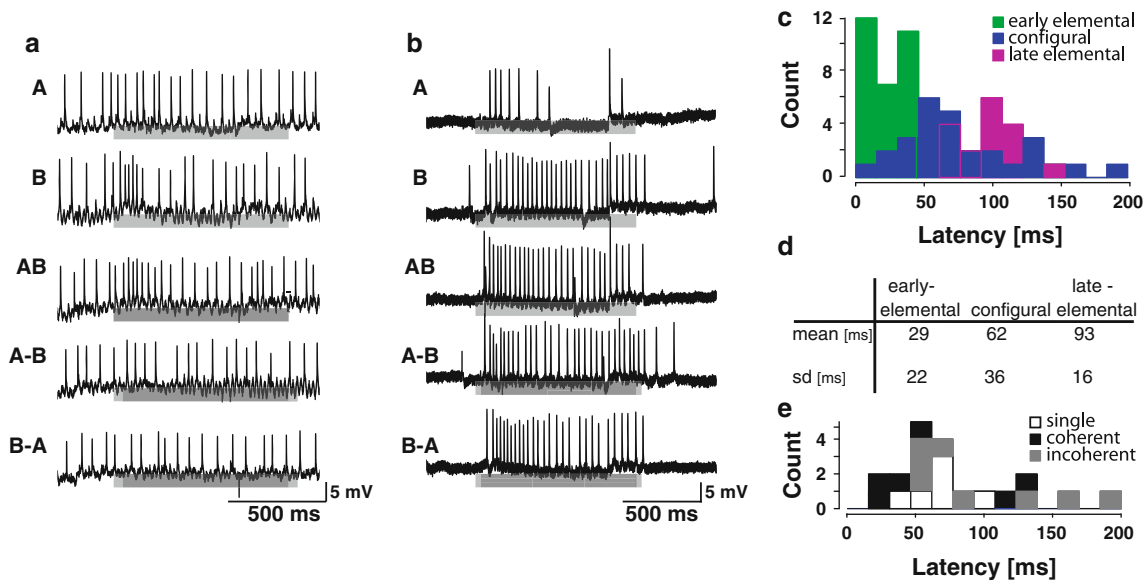 a
A
B
AB
A-B
B-A
5 mV
500 ms
b
A
B
AB
A-B
B-A
5 mV
500 ms
c
12
8
4
0
Count
early elemental
configural
late elemental
0 50 100 150 200
Latency [ms]
d
early-elemental configural late -elemental
mean [ms] 29 62 93
sd [ms] 22 36 16
e
4
2
0
Count
single
coherent
incoherent
0 50 100 150 200
Latency [ms]